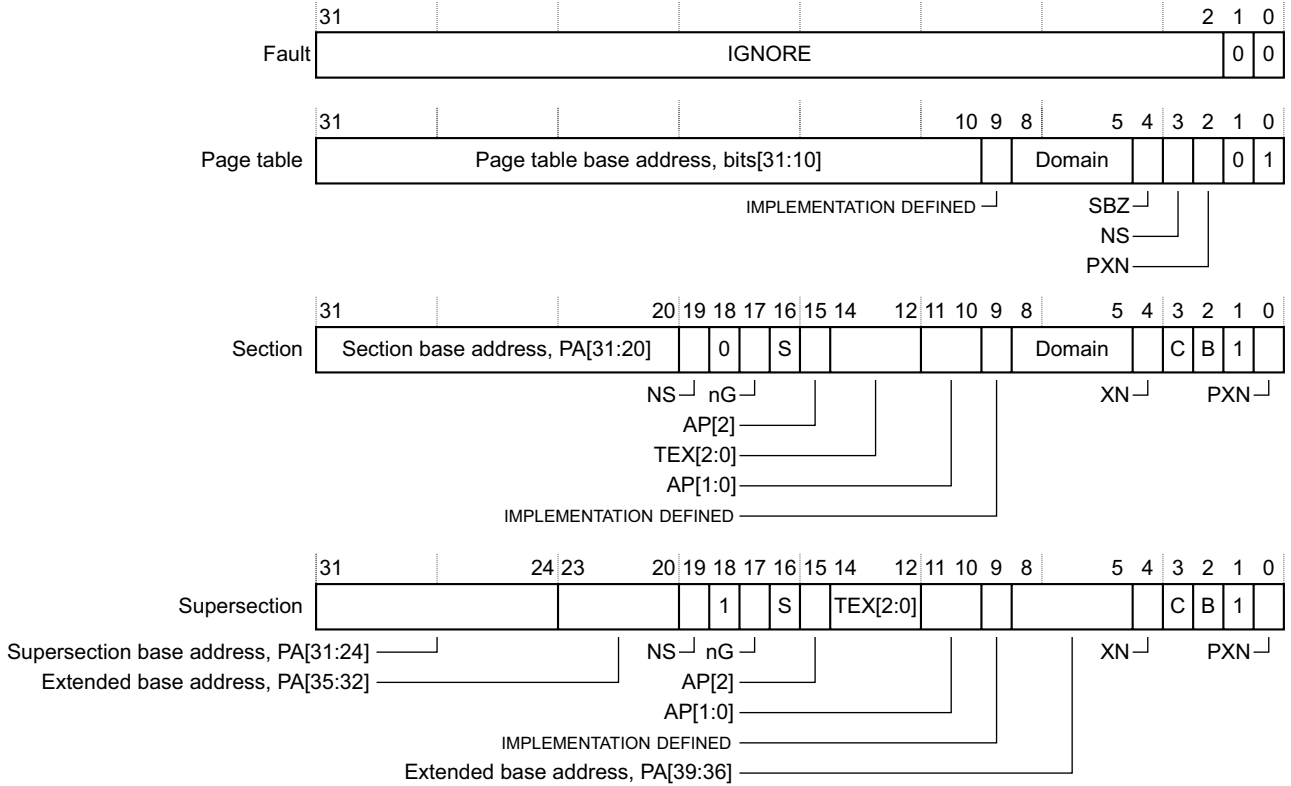 31 2 1 0
Fault IGNORE 0 0
31 10 9 8 5 4 3 2 1 0
Page table Page table base address, bits[31:10] Domain 0 1
IMPLEMENTATION DEFINED SBZ
NS
PXN
31 20 19 18 17 16 15 14 12 11 10 9 8 5 4 3 2 1 0
Section Section base address, PA[31:20] 0 S Domain C B 1
NS nG XN PXN
AP[2]
TEX[2:0]
AP[1:0]
IMPLEMENTATION DEFINED
31 24 23 20 19 18 17 16 15 14 12 11 10 9 8 5 4 3 2 1 0
Supersection 1 S TEX[2:0] C B 1
Supersection base address, PA[31:24] NS nG XN PXN
Extended base address, PA[35:32] AP[2]
AP[1:0]
IMPLEMENTATION DEFINED
Extended base address, PA[39:36]